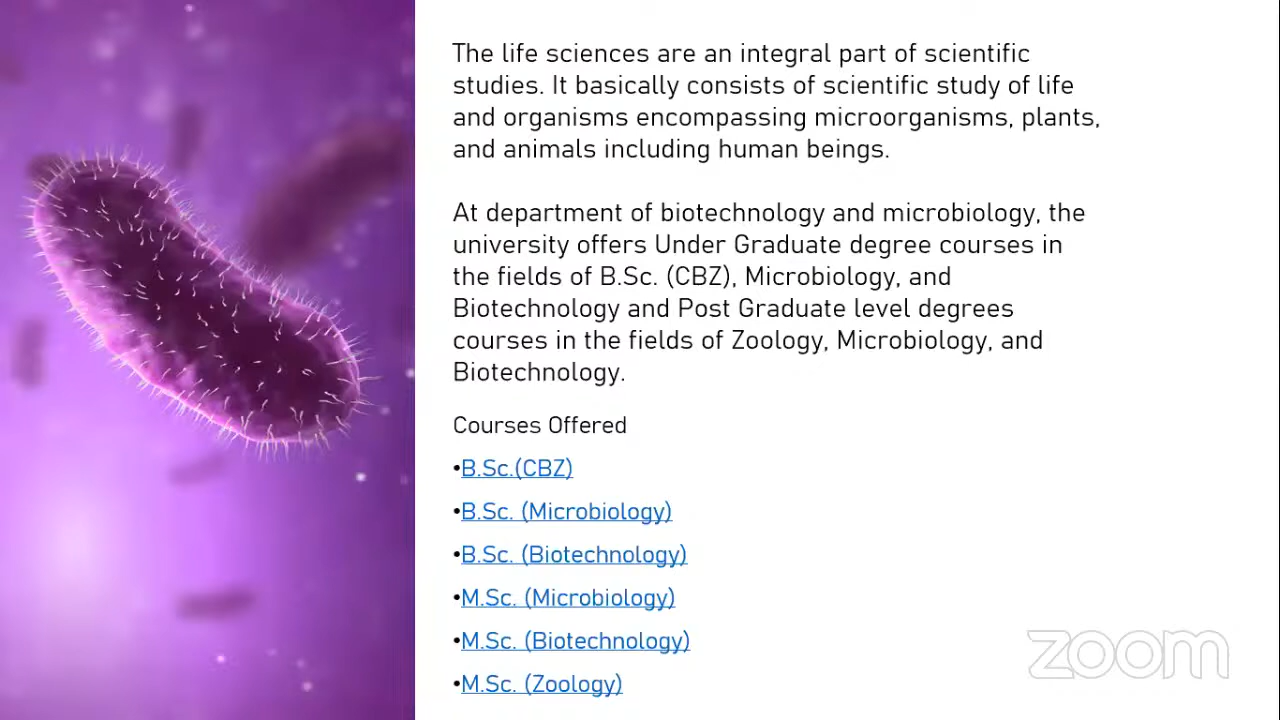 The life sciences are an integral part of scientific
studies. It basically consists of scientific study of life
and organisms encompassing microorganisms, plants,
and animals including human beings.
At department of biotechnology and microbiology, the
university offers Under Graduate degree courses in
the fields of B.Sc. (CBZ), Microbiology, and
Biotechnology and Post Graduate level degrees
courses in the fields of Zoology, Microbiology, and
Biotechnology.
Courses Offered
•B.Sc.(CBZ)
•B.Sc. (Microbiology)
•B.Sc. (Biotechnology)
•M.Sc. (Microbiology)
•M.Sc. (Biotechnology)
•M.Sc. (Zoology)
zoom